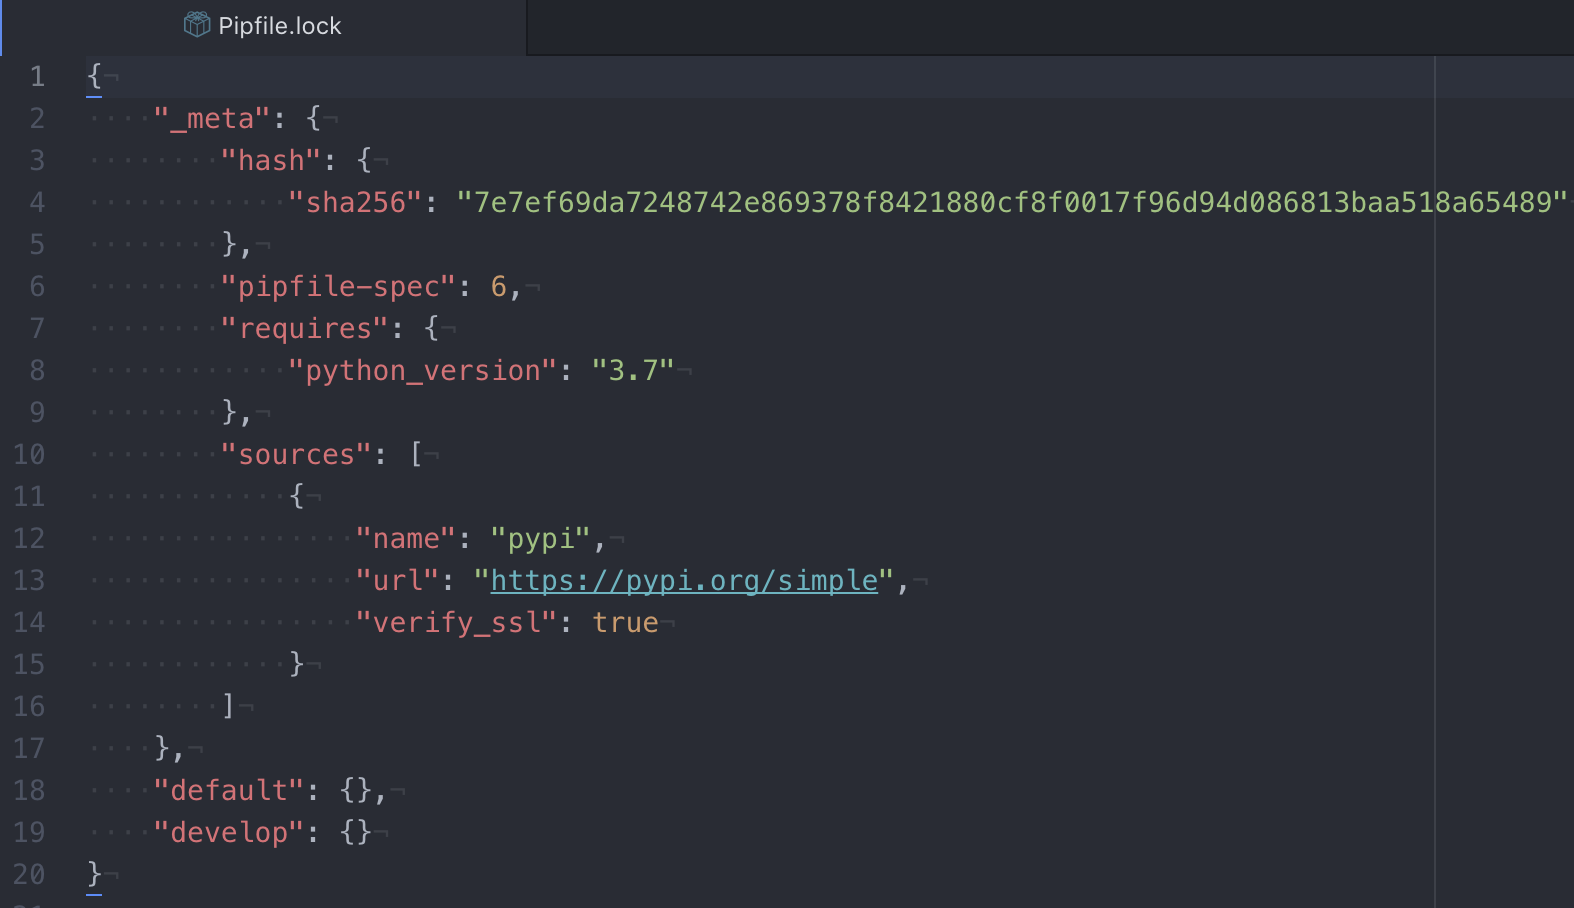 Pipfile.lock
1 {
2 "_meta": {
3 "hash": {
4 "sha256": "7e7ef69da7248742e869378f8421880cf8f0017f96d94d086813baa518a65489"
5 },
6 "pipfile-spec": 6,
7 "requires": {
8 "python_version": "3.7"
9 },
10 "sources": [
11 {
12 "name": "pypi",
13 "url": "https://pypi.org/simple",
14 "verify_ssl": true
15 }
16 ]
17 },
18 "default": {},
19 "develop": {}
20 }